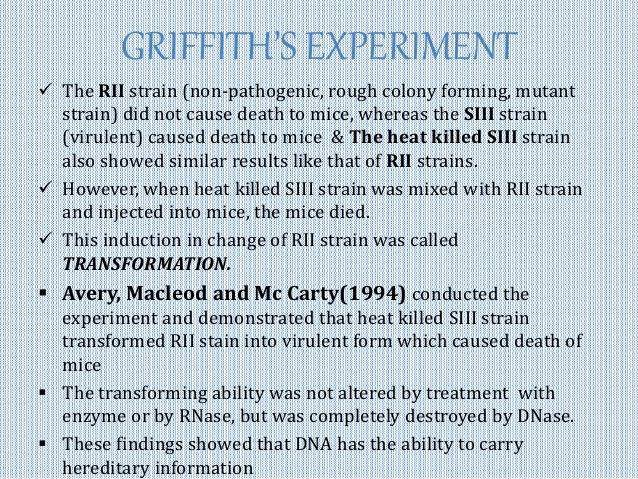 GRIFFITH'S EXPERIMENT
✓ The RII strain (non-pathogenic, rough colony forming, mutant
strain) did not cause death to mice, whereas the SIII strain
(virulent) caused death to mice & The heat killed SIII strain
also showed similar results like that of RII strains.
✓ However, when heat killed SIII strain was mixed with RII strain
and injected into mice, the mice died.
✓ This induction in change of RII strain was called
TRANSFORMATION.
▪ Avery, Macleod and Mc Carty(1994) conducted the
experiment and demonstrated that heat killed SIII strain
transformed RII stain into virulent form which caused death of
mice
▪ The transforming ability was not altered by treatment with
enzyme or by RNase, but was completely destroyed by DNase.
▪ These findings showed that DNA has the ability to carry
hereditary information